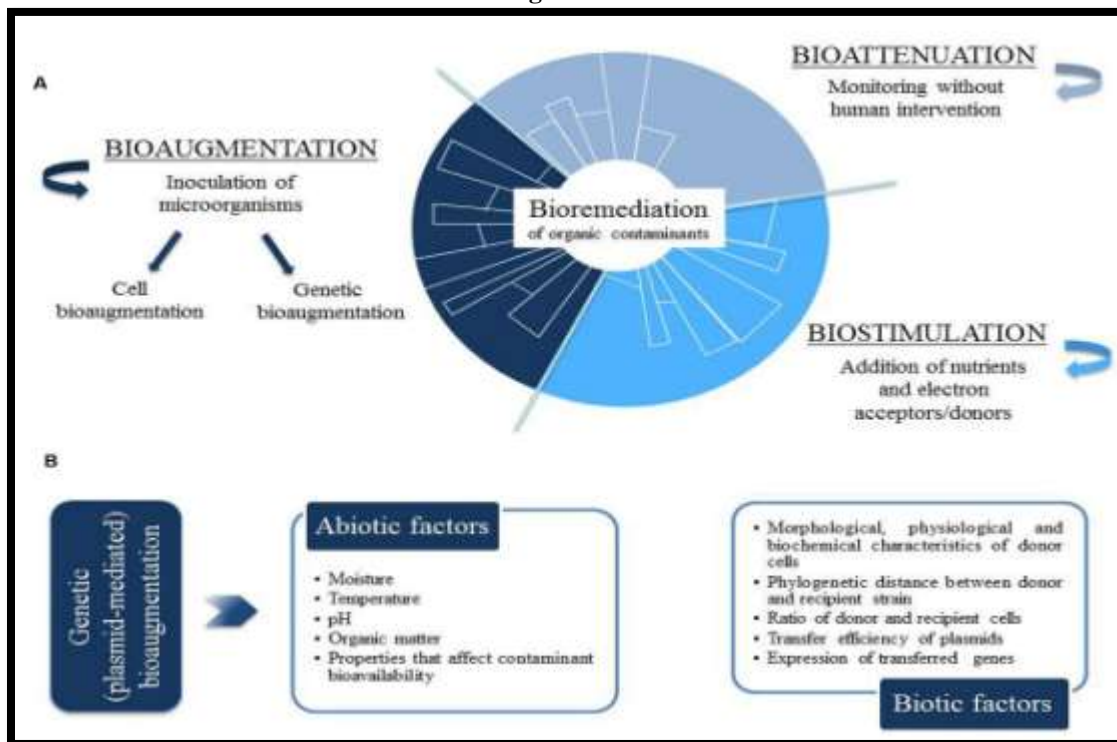 A
BIOAUGMENTATION
Inoculation of
microorganisms
Cell
bioaugmentation
Genetic
bioaugmentation
Bioremediation
of organic contaminants
BIOATTENUATION
Monitoring without
human intervention
BIOSTIMULATION
Addition of nutrients
and electron
acceptors/donors
B
Genetic
(plasmid-mediated)
bioaugmentation
Abiotic factors
• Moisture
• Temperature
• pH
• Organic matter
• Properties that affect contaminant
bioavailability
• Morphological, physiological and
biochemical characteristics of donor
cells
• Phylogenetic distance between donor
and recipient strain
• Ratio of donor and recipient cells
• Transfer efficiency of plasmids
• Expression of transferred genes
Biotic factors